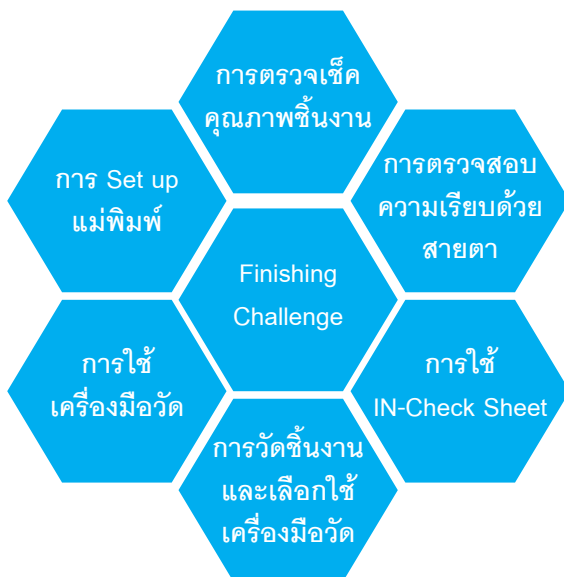 การตรวจเช็ค
คุณภาพชิ้นงาน
การตรวจสอบ
ความเรียบด้วย
สายตา
การ Set up
แม่พิมพ์
Finishing
Challenge
การใช้
เครื่องมือวัด
การใช้
IN-Check Sheet
การวัดชิ้นงาน
และเลือกใช้
เครื่องมือวัด